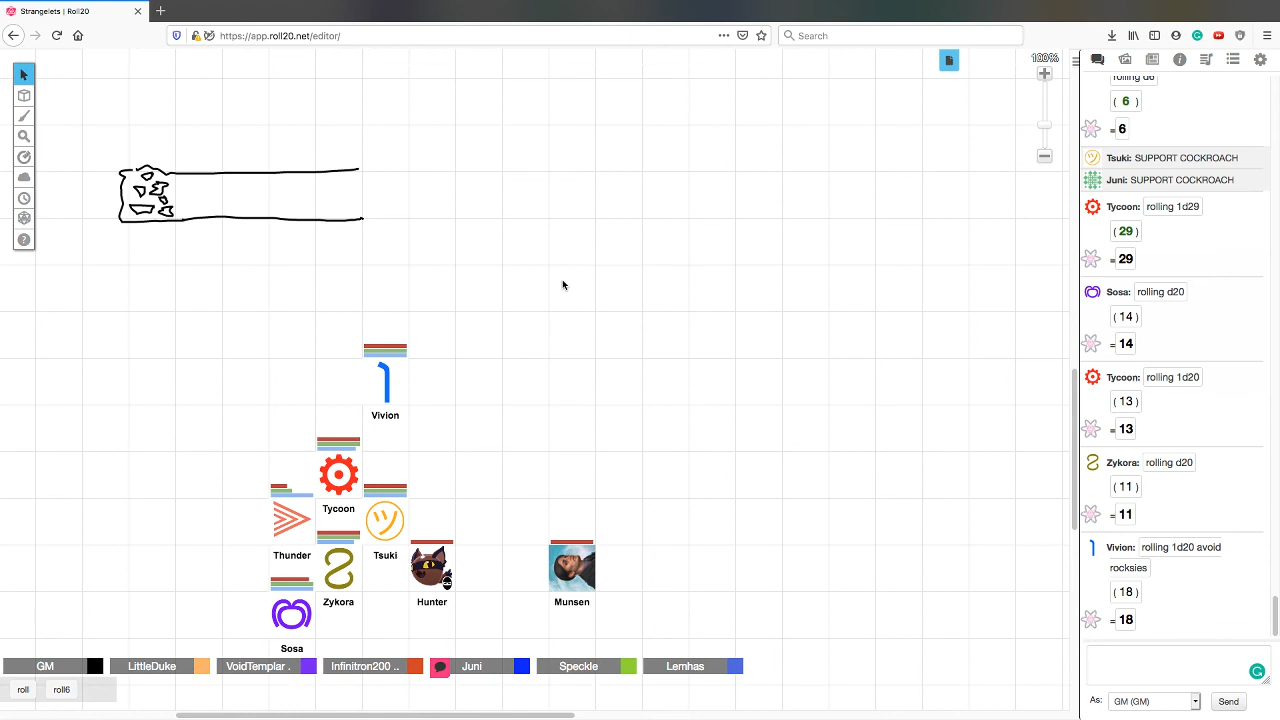 Strangelets | Roll20
https://app.roll20.net/editor/
Search
100%
rolling d6
( 6 )
= 6
Tsuki: SUPPORT COCKROACH
Juni: SUPPORT COCKROACH
Tycoon: rolling 1d29
( 29 )
= 29
Sosa: rolling d20
( 14 )
= 14
Tycoon: rolling 1d20
( 13 )
= 13
Zykora: rolling d20
( 11 )
= 11
Vivion: rolling 1d20 avoid
rocksies
( 18 )
= 18
Vivion
Tycoon
ツ
Thunder
Tsuki
Zykora
Hunter
Munsen
Sosa
GM
LittleDuke
VoidTemplar .
Infinitron200 ..
Juni
Speckle
Lemhas
roll
roll6
As: GM (GM)
Send